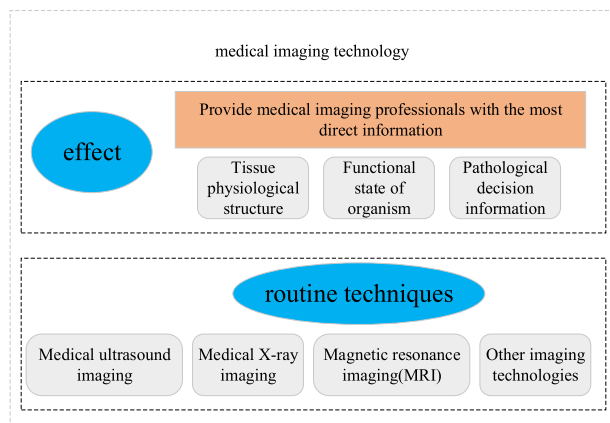 medical imaging technology
effect
Provide medical imaging professionals with the most
direct information
Tissue
physiological
structure
Functional
state of
organism
Pathological
decision
information
routine techniques
Medical ultrasound
imaging
Medical X-ray
imaging
Magnetic resonance
imaging(MRI)
Other imaging
technologies